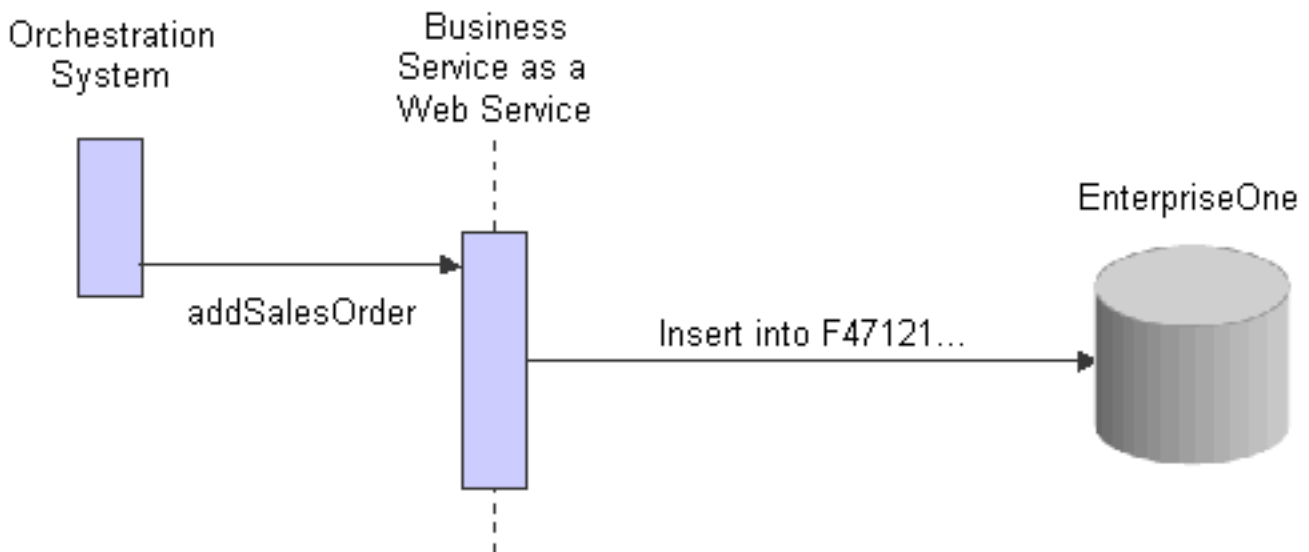 Orchestration
System
Business
Service as a
Web Service
EnterpriseOne
addSalesOrder
Insert into F47121...